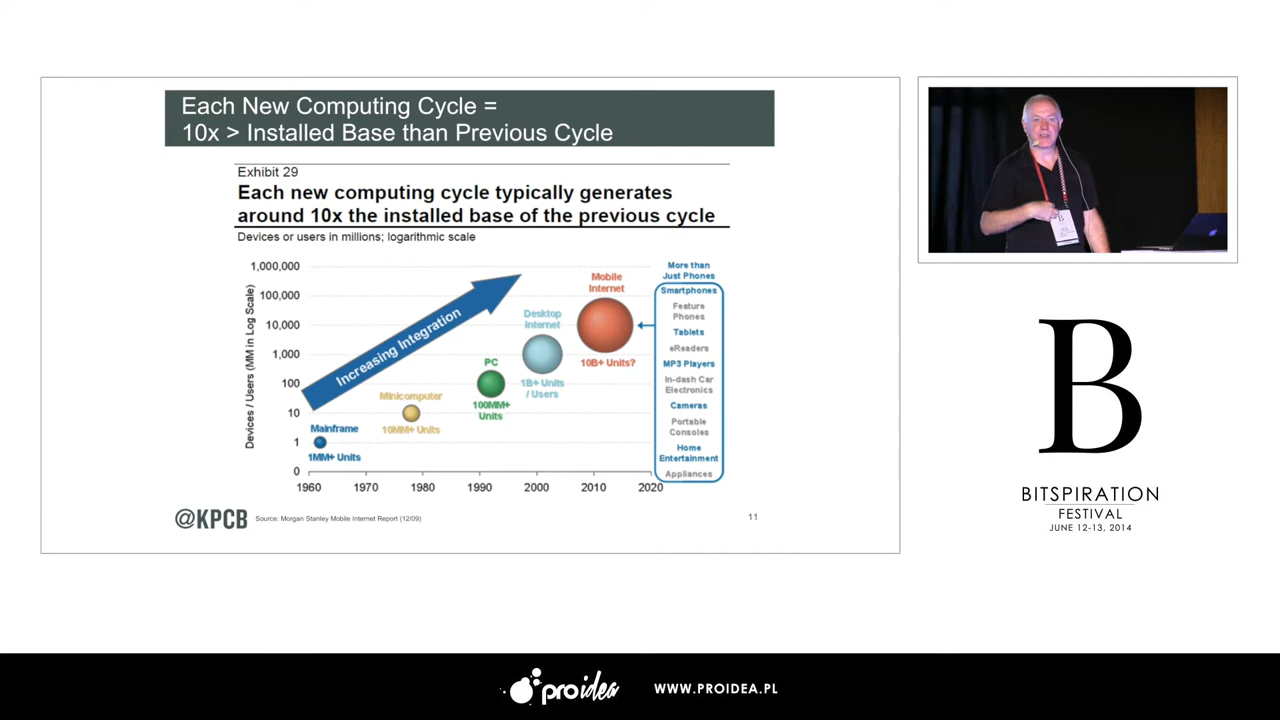 Each New Computing Cycle =
10x > Installed Base than Previous Cycle
Exhibit 29
Each new computing cycle typically generates
around 10x the installed base of the previous cycle
Devices or users in millions; logarithmic scale
Devices / Users (MM in Log Scale)
1,000,000
100,000
10,000
1,000
100
10
1
0
1960
1970
1980
1990
2000
2010
2020
Increasing Integration
Mainframe
1MM+ Units
Minicomputer
10MM+ Units
PC
100MM+
Units
Desktop
Internet
1B+ Units
/ Users
Mobile
Internet
10B+ Units?
More than
Just Phones
Smartphones
Feature
Phones
Tablets
eReaders
MP3 Players
In-dash Car
Electronics
Cameras
Portable
Consoles
Home
Entertainment
Appliances
@KPCB
Source: Morgan Stanley Mobile Internet Report (12/09)
11
B
B
BITSPIRATION
FESTIVAL
JUNE 12-13, 2014
proidea
WWW.PROIDEA.PL